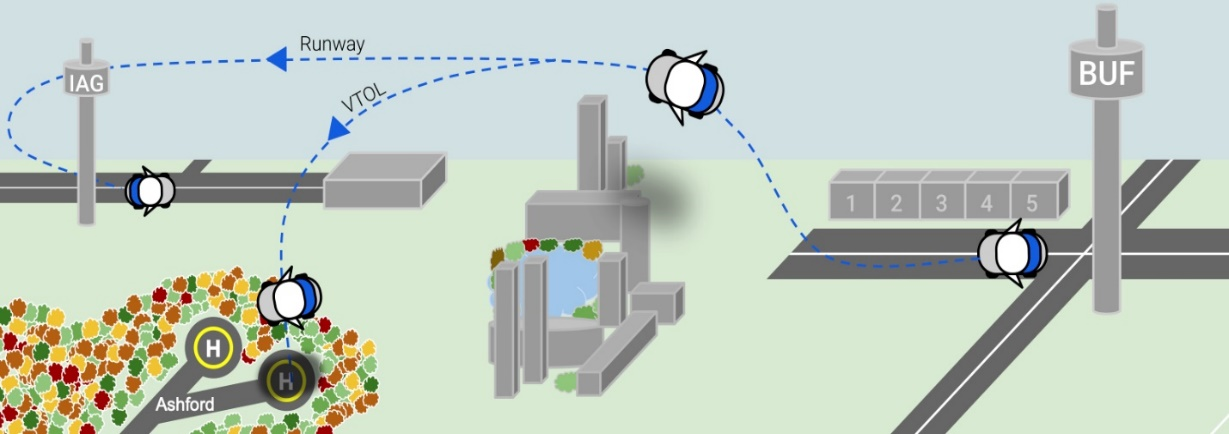 Runway
IAG
VTOL
BUF
1 2 3 4 5
H
H
Ashford